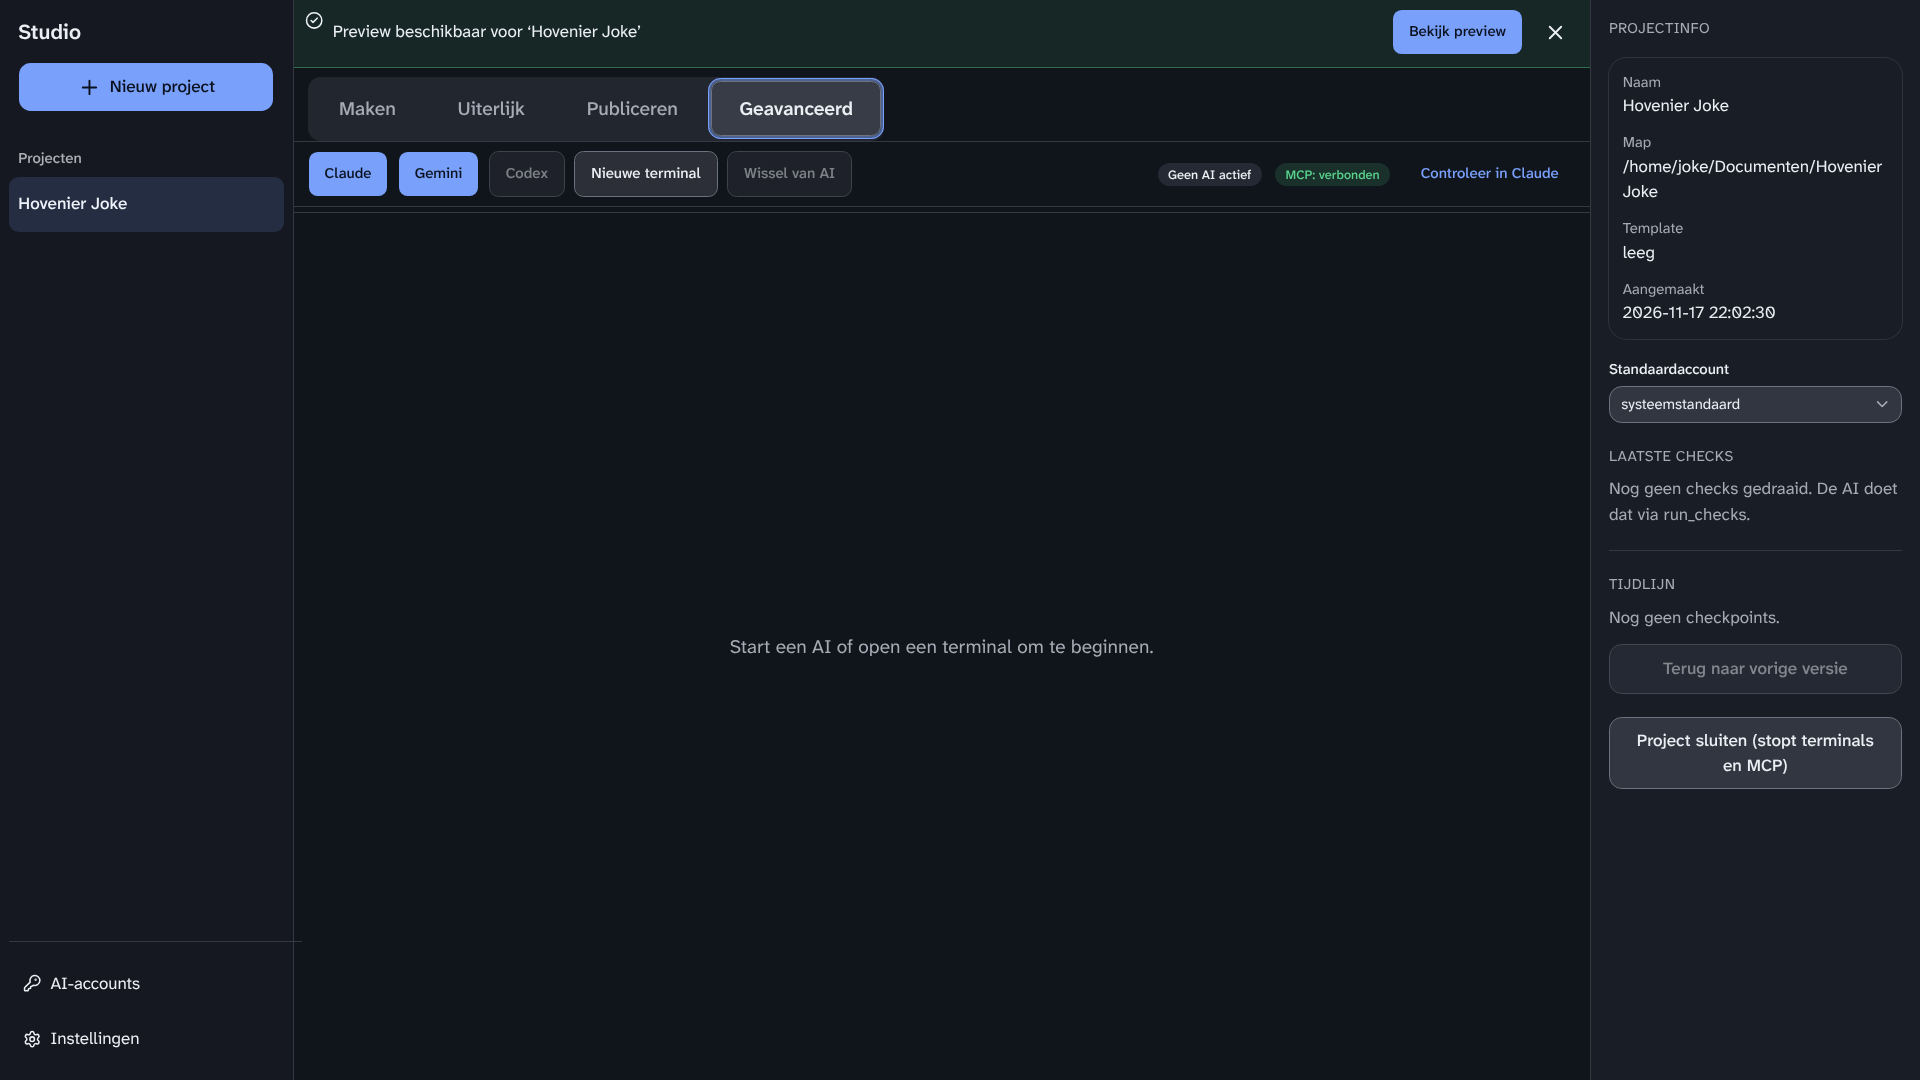 Studio
Nieuw project
Projecten
Hovenier Joke
AI-accounts
Instellingen
Preview beschikbaar voor ‘Hovenier Joke’
Bekijk preview
Maken
Uiterlijk
Publiceren
Geavanceerd
Claude
Gemini
Codex
Nieuwe terminal
Wissel van AI
Geen AI actief
MCP: verbonden
Controleer in Claude
Start een AI of open een terminal om te beginnen.
PROJECTINFO
Naam
Hovenier Joke
Map
/home/joke/Documenten/Hovenier
Joke
Template
leeg
Aangemaakt
2026-11-17 22:02:30
Standaardaccount
systeemstandaard
LAATSTE CHECKS
Nog geen checks gedraaid. De AI doet
dat via run_checks.
TIJDLIJN
Nog geen checkpoints.
Terug naar vorige versie
Project sluiten (stopt terminals
en MCP)